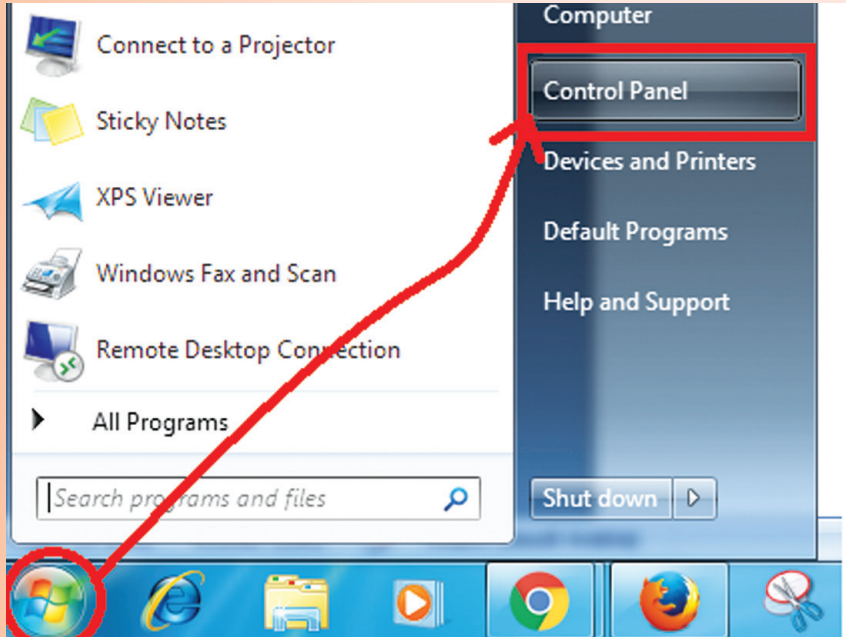 Connect to a Projector
Sticky Notes
XPS Viewer
Windows Fax and Scan
Remote Desktop Connection
All Programs
Search programs and files
Computer
Control Panel
Devices and Printers
Default Programs
Help and Support
Shut down